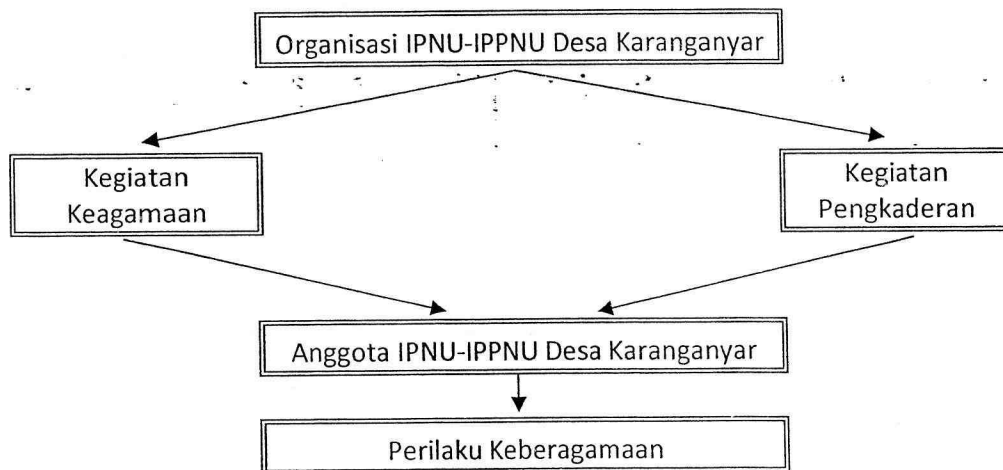 Organisasi IPNU-IPPNU Desa Karanganyar
Kegiatan
Keagamaan
Kegiatan
Pengkaderan
Anggota IPNU-IPPNU Desa Karanganyar
Perilaku Keberagamaan